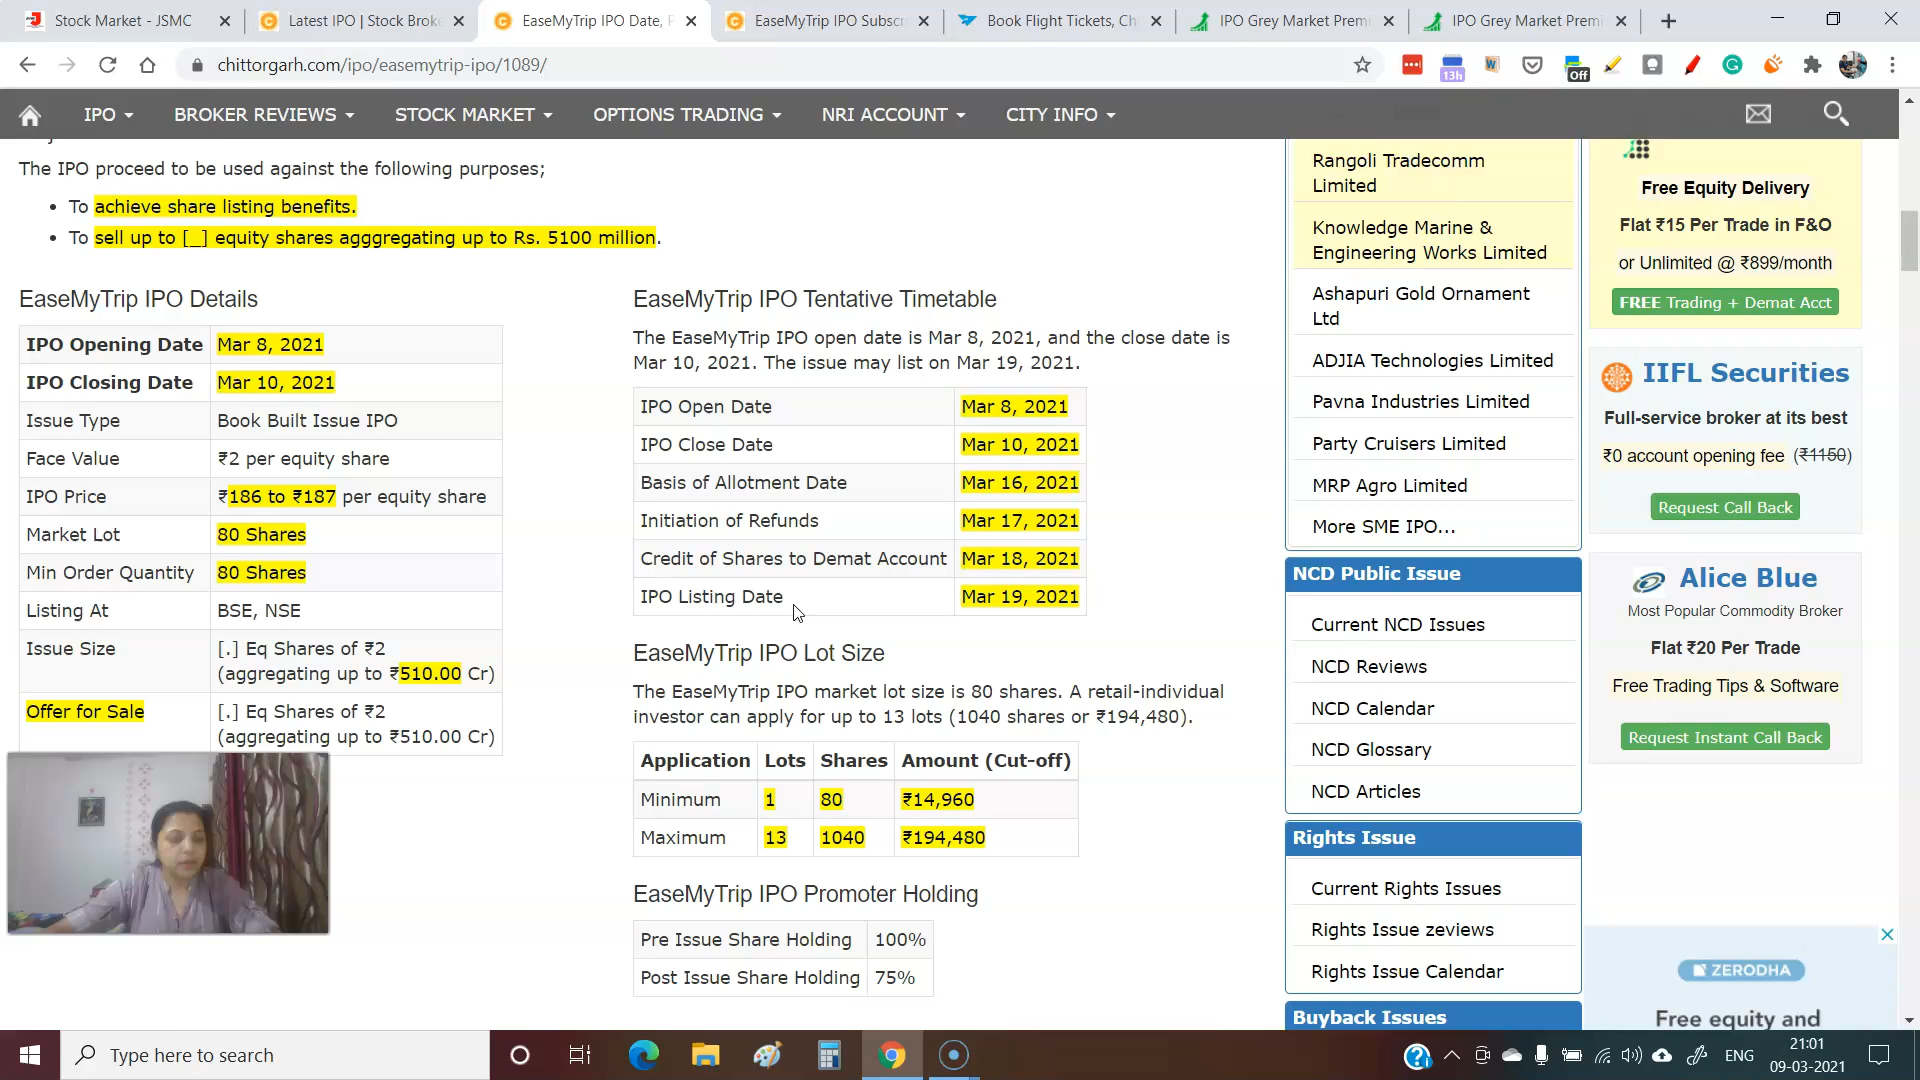 Stock Market - JSMC
Latest IPO | Stock Broke
EaseMyTrip IPO Date, P
EaseMyTrip IPO Subscr
Book Flight Tickets, Ch
IPO Grey Market Premi
IPO Grey Market Premi
chittorgarh.com/ipo/easemytrip-ipo/1089/
13h
Off
IPO
BROKER REVIEWS
STOCK MARKET
OPTIONS TRADING
NRI ACCOUNT
CITY INFO
The IPO proceed to be used against the following purposes;
• To achieve share listing benefits.
• To sell up to [_] equity shares agggregating up to Rs. 5100 million.
EaseMyTrip IPO Details
IPO Opening Date Mar 8, 2021
IPO Closing Date Mar 10, 2021
Issue Type Book Built Issue IPO
Face Value ₹2 per equity share
IPO Price ₹186 to ₹187 per equity share
Market Lot 80 Shares
Min Order Quantity 80 Shares
Listing At BSE, NSE
Issue Size [.] Eq Shares of ₹2
(aggregating up to ₹510.00 Cr)
Offer for Sale [.] Eq Shares of ₹2
(aggregating up to ₹510.00 Cr)
EaseMyTrip IPO Tentative Timetable
The EaseMyTrip IPO open date is Mar 8, 2021, and the close date is
Mar 10, 2021. The issue may list on Mar 19, 2021.
IPO Open Date Mar 8, 2021
IPO Close Date Mar 10, 2021
Basis of Allotment Date Mar 16, 2021
Initiation of Refunds Mar 17, 2021
Credit of Shares to Demat Account Mar 18, 2021
IPO Listing Date Mar 19, 2021
EaseMyTrip IPO Lot Size
The EaseMyTrip IPO market lot size is 80 shares. A retail-individual
investor can apply for up to 13 lots (1040 shares or ₹194,480).
Application Lots Shares Amount (Cut-off)
Minimum 1 80 ₹14,960
Maximum 13 1040 ₹194,480
EaseMyTrip IPO Promoter Holding
Pre Issue Share Holding 100%
Post Issue Share Holding 75%
Rangoli Tradecomm
Limited
Knowledge Marine &
Engineering Works Limited
Ashapuri Gold Ornament
Ltd
ADJIA Technologies Limited
Pavna Industries Limited
Party Cruisers Limited
MRP Agro Limited
More SME IPO...
NCD Public Issue
Current NCD Issues
NCD Reviews
NCD Calendar
NCD Glossary
NCD Articles
Rights Issue
Current Rights Issues
Rights Issue zeviews
Rights Issue Calendar
Buyback Issues
Free Equity Delivery
Flat ₹15 Per Trade in F&O
or Unlimited @ ₹899/month
FREE Trading + Demat Acct
IIFL Securities
Full-service broker at its best
₹0 account opening fee (₹1150)
Request Call Back
Alice Blue
Most Popular Commodity Broker
Flat ₹20 Per Trade
Free Trading Tips & Software
Request Instant Call Back
ZERODHA
Free equity and
Type here to search
ENG
21:01
09-03-2021